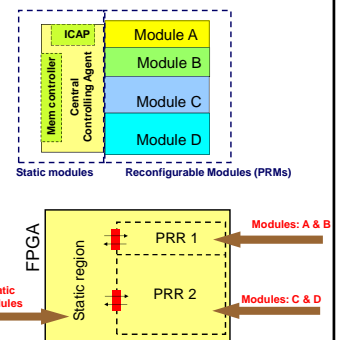 ICAP
Mem controller
Central
Controlling Agent
Module A
Module B
Module C
Module D
Static modules
Reconfigurable Modules (PRMs)
FPGA
Static region
PRR 1
PRR 2
Modules: A & B
Modules: C & D